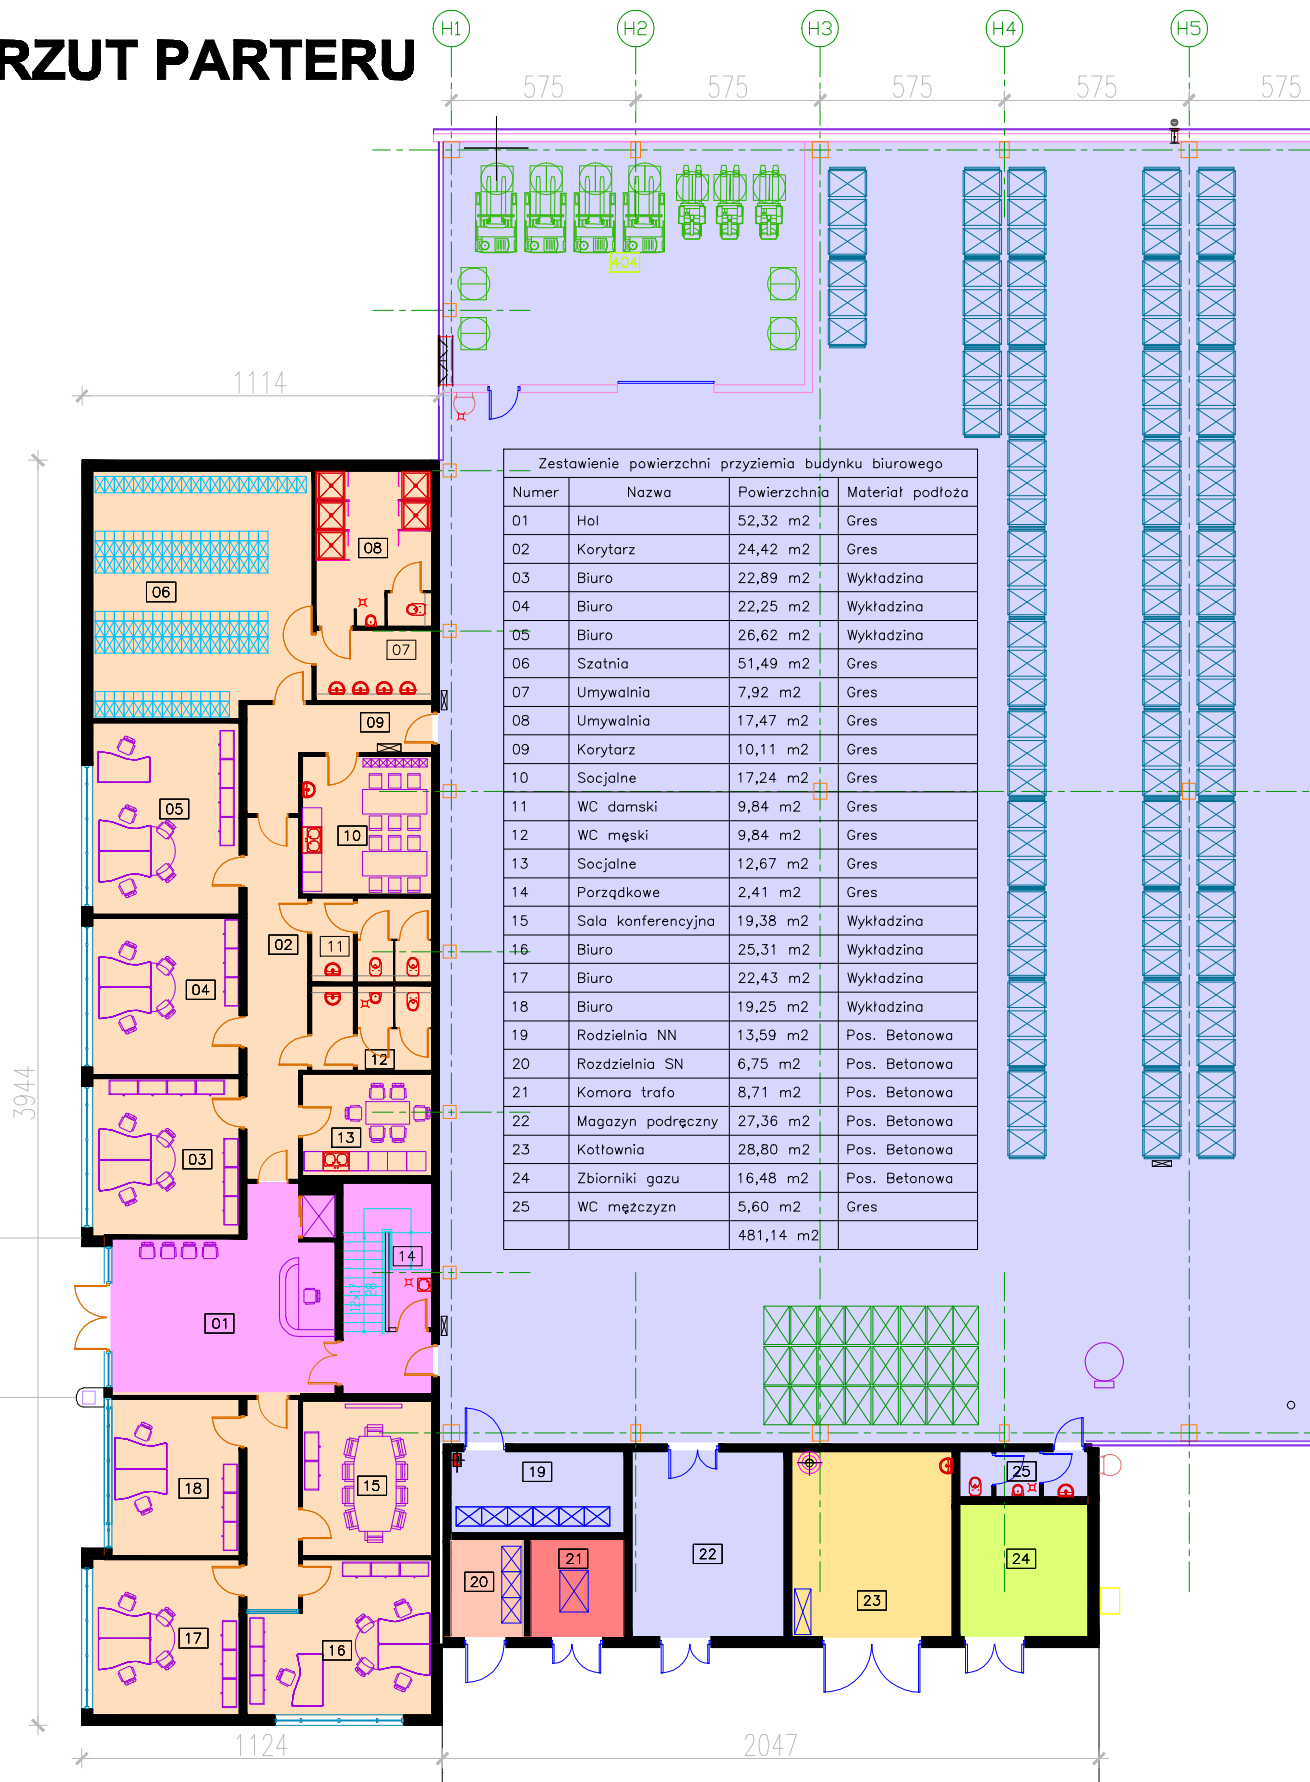 RZUT PARTERU
H1 H2 H3 H4 H5
575 575 575 575 575
404
1114
Zestawienie powierzchni przyziemia budynku biurowego
Numer Nazwa Powierzchnia Materiał podłoża
01 Hol 52,32 m2 Gres
02 Korytarz 24,42 m2 Gres
03 Biuro 22,89 m2 Wykładzina
04 Biuro 22,25 m2 Wykładzina
05 Biuro 26,62 m2 Wykładzina
06 Szatnia 51,49 m2 Gres
07 Umywalnia 7,92 m2 Gres
08 Umywalnia 17,47 m2 Gres
09 Korytarz 10,11 m2 Gres
10 Socjalne 17,24 m2 Gres
11 WC damski 9,84 m2 Gres
12 WC męski 9,84 m2 Gres
13 Socjalne 12,67 m2 Gres
14 Porządkowe 2,41 m2 Gres
15 Sala konferencyjna 19,38 m2 Wykładzina
16 Biuro 25,31 m2 Wykładzina
17 Biuro 22,43 m2 Wykładzina
18 Biuro 19,25 m2 Wykładzina
19 Rodzielnia NN 13,59 m2 Pos. Betonowa
20 Rozdzielnia SN 6,75 m2 Pos. Betonowa
21 Komora trafo 8,71 m2 Pos. Betonowa
22 Magazyn podręczny 27,36 m2 Pos. Betonowa
23 Kotłownia 28,80 m2 Pos. Betonowa
24 Zbiorniki gazu 16,48 m2 Pos. Betonowa
25 WC mężczyzn 5,60 m2 Gres
481,14 m2
08
06
07
09
05
10
02
11
04
12
3944
13
03
14
12x17
28
01
15
18
17
16
19
25
20
21
22
23
24
1124
2047